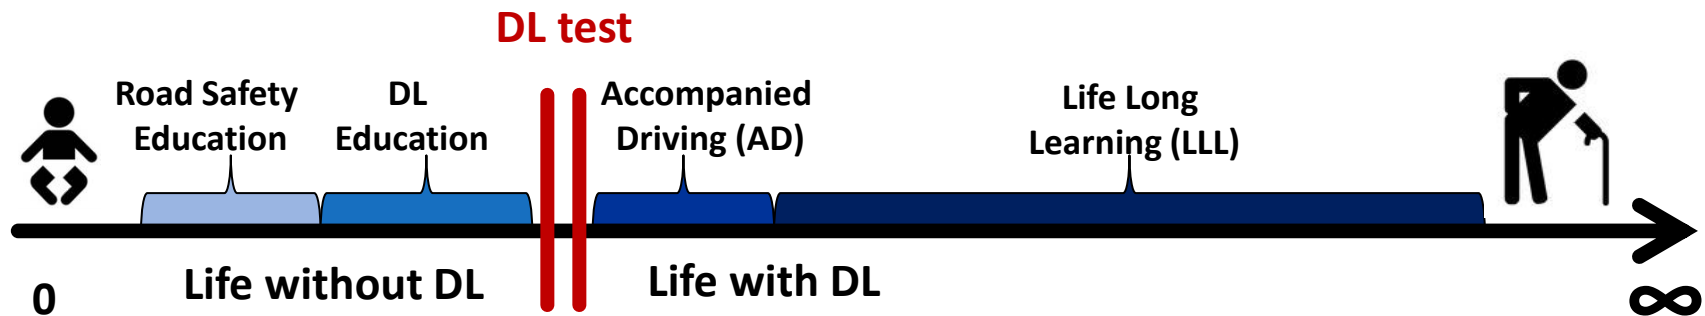 DL test
Road Safety
Education
DL
Education
Accompanied
Driving (AD)
Life Long
Learning (LLL)
Life without DL
Life with DL
0
∞